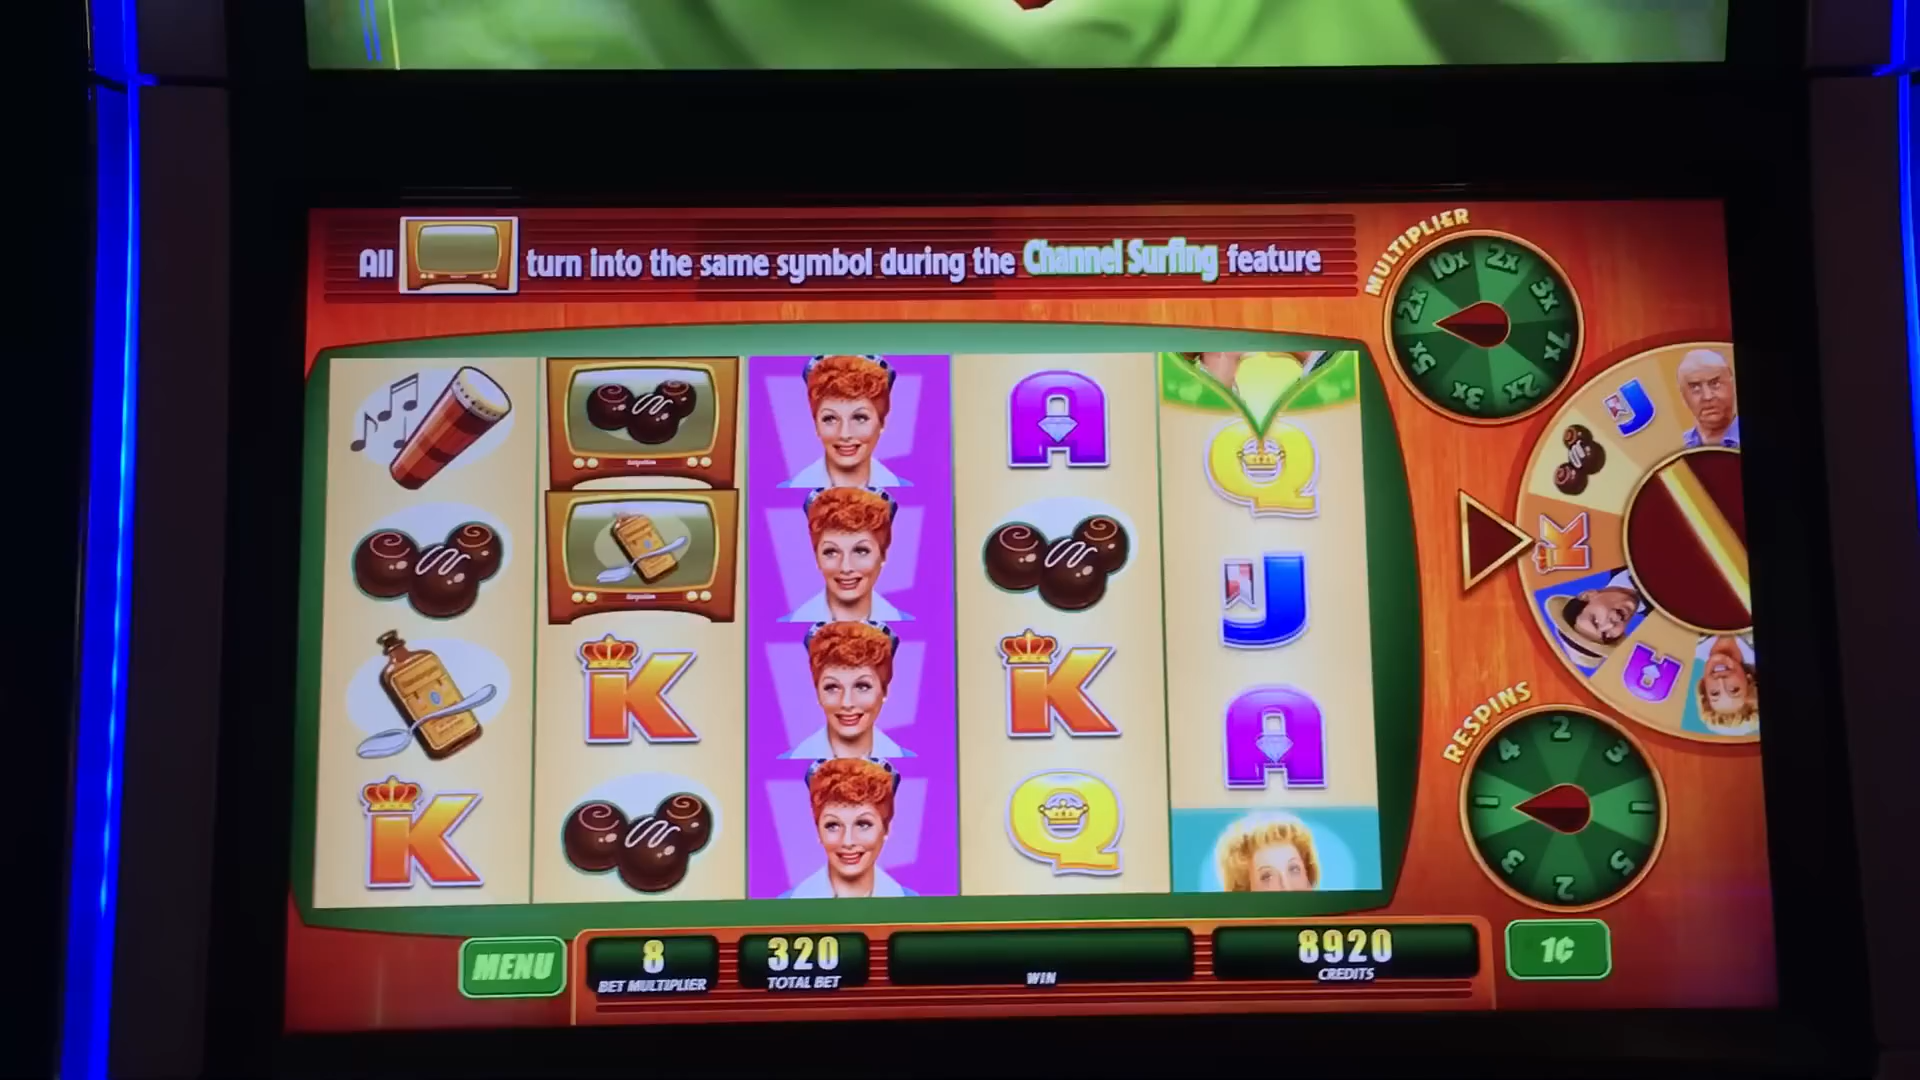 All turn into the same symbol during the Channel Surfing feature
MULTIPLIER
10x 2x 3x 7x 2x 3x 5x 2x
A
Q
J
J
K
K
K
A
A
K
Q
RESPINS
4 2 3 1 5 2 3 1
MENU
8
BET MULTIPLIER
320
TOTAL BET
WIN
8920
CREDITS
1¢